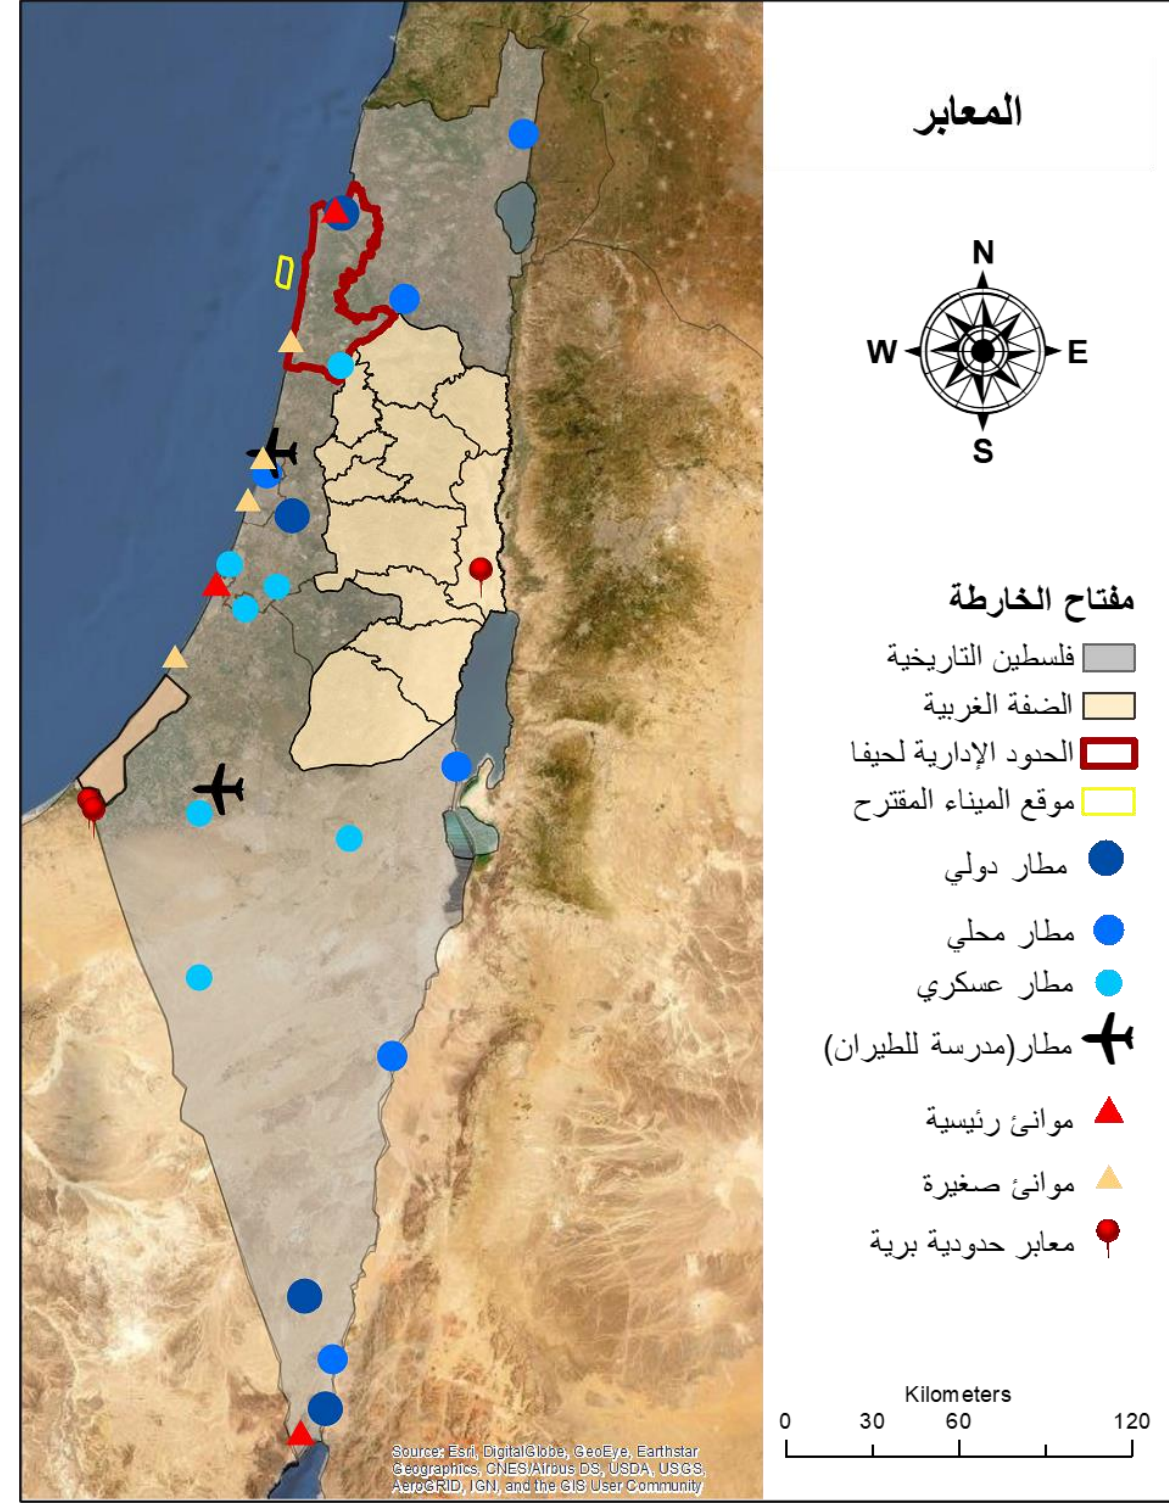 المعابر
N
W
E
S
مفتاح الخارطة
فلسطين التاريخية
الضفة الغربية
الحدود الإدارية لحيفا
موقع الميناء المقترح
مطار دولي
مطار محلي
مطار عسكري
مطار(مدرسة للطيران)
موانئ رئيسية
موانئ صغيرة
معابر حدودية برية
Kilometers
0 30 60 120
Source: Esri, DigitalGlobe, GeoEye, Earthstar
Geographics, CNES/Airbus DS, USDA, USGS,
AeroGRID, IGN, and the GIS User Community